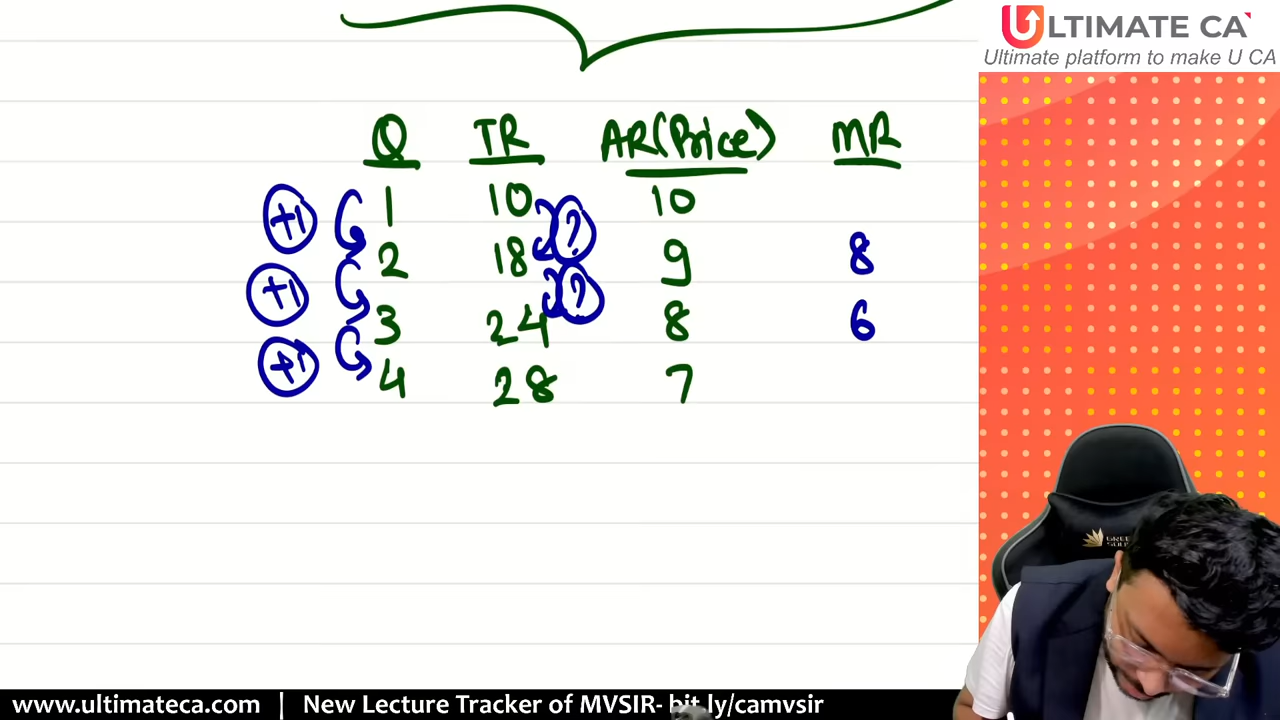 ULTIMATE CA
Ultimate platform to make U CA
Q TR AR(Price) MR
+1 1 10 ? 10
+1 2 18 ? 9 8
+1 3 24 8 6
4 28 7
www.ultimateca.com | New Lecture Tracker of MVSIR- bit.ly/camvsir